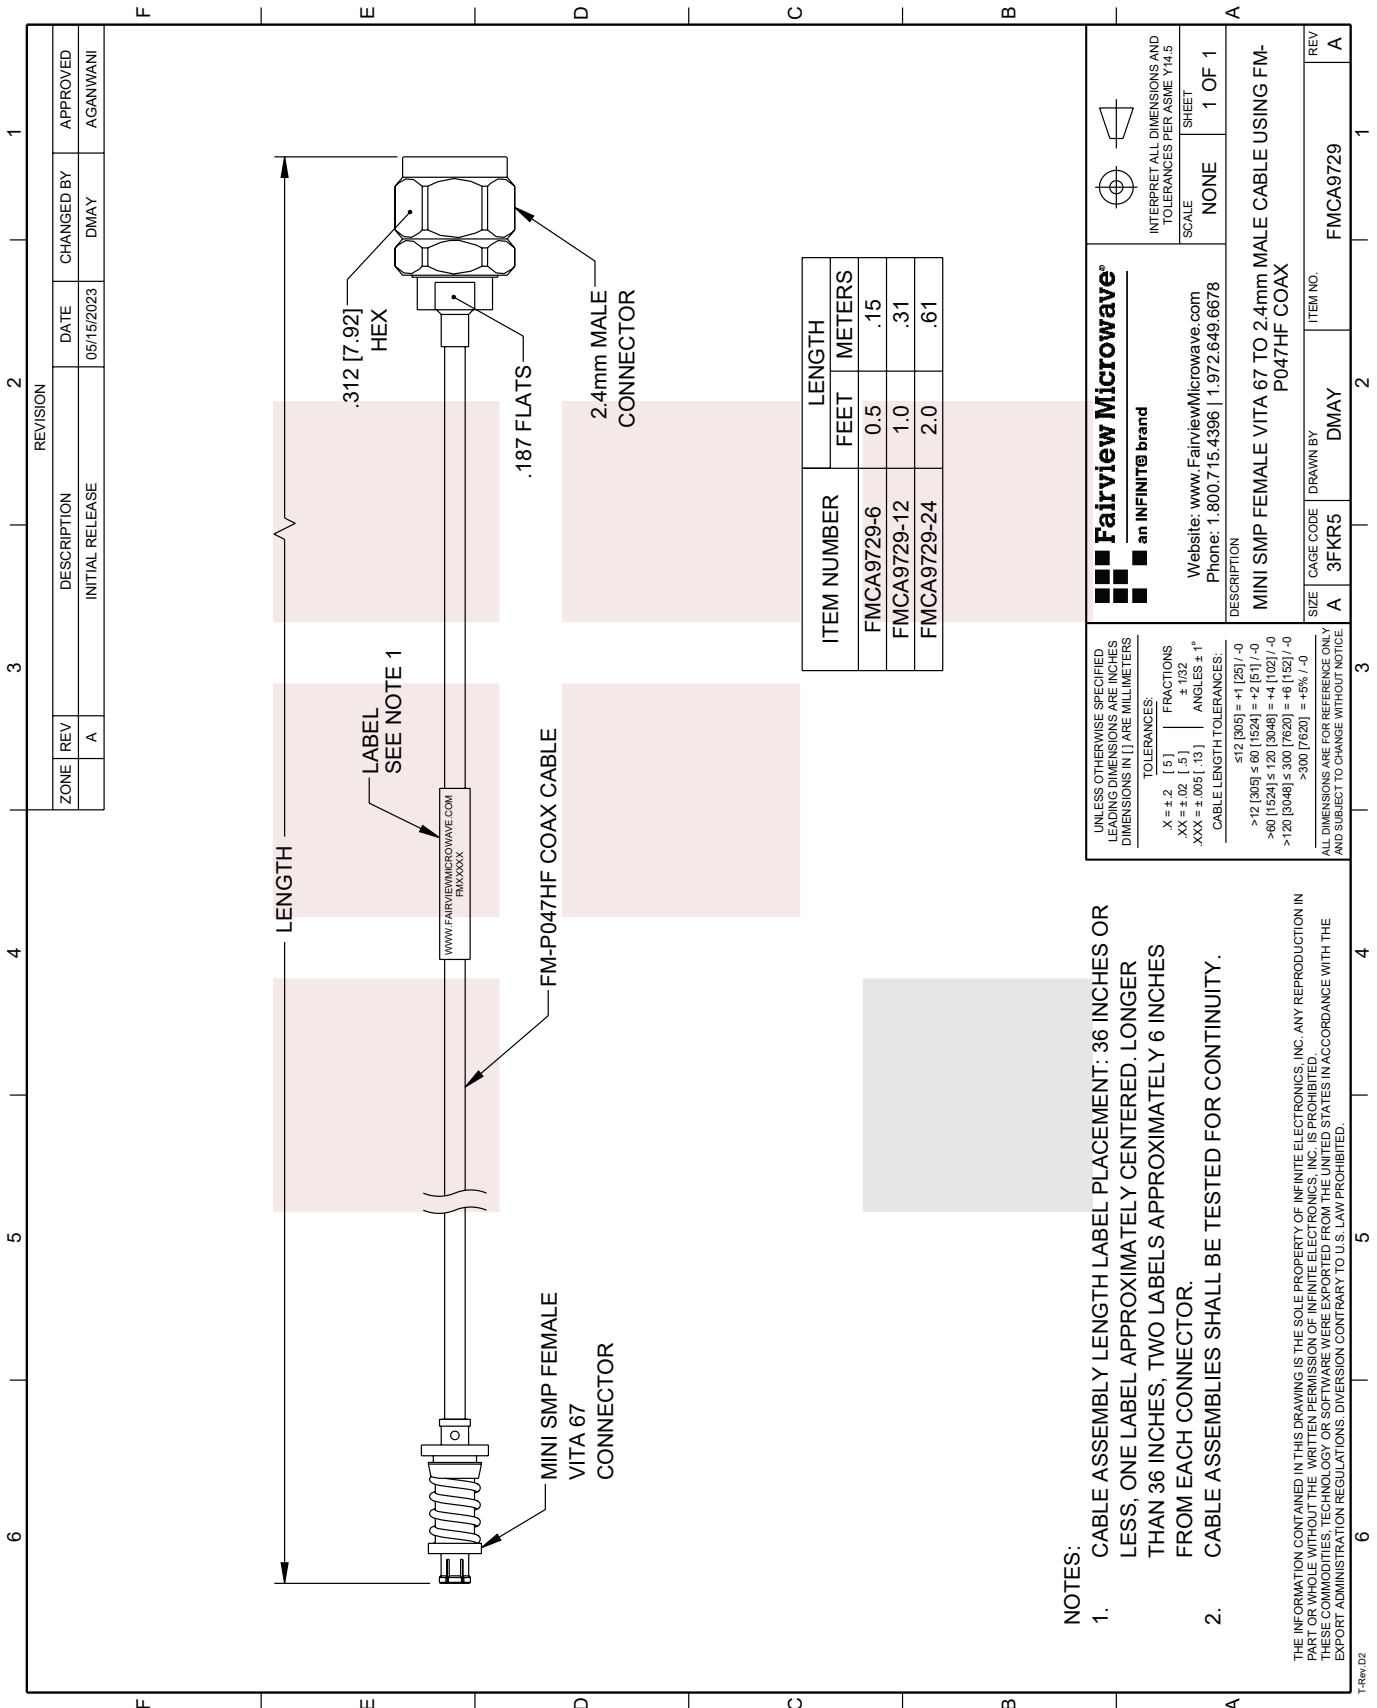 6
5
4
3
2
1
F
E
D
C
B
A
REVISION
ZONE
REV
DESCRIPTION
DATE
CHANGED BY
APPROVED
A
INITIAL RELEASE
05/15/2023
DMAY
AGANWANI
LENGTH
.312 [7.92]
HEX
LABEL
SEE NOTE 1
WWW.FAIRVIEWMICROWAVE.COM
FMXXXXX
.187 FLATS
2.4mm MALE
CONNECTOR
FM-P047HF COAX CABLE
MINI SMP FEMALE
VITA 67
CONNECTOR
ITEM NUMBER
LENGTH
FEET
METERS
FMCA9729-6
0.5
.15
FMCA9729-12
1.0
.31
FMCA9729-24
2.0
.61
NOTES:
1. CABLE ASSEMBLY LENGTH LABEL PLACEMENT: 36 INCHES OR
LESS, ONE LABEL APPROXIMATELY CENTERED. LONGER
THAN 36 INCHES, TWO LABELS APPROXIMATELY 6 INCHES
FROM EACH CONNECTOR.
2. CABLE ASSEMBLIES SHALL BE TESTED FOR CONTINUITY.
THE INFORMATION CONTAINED IN THIS DRAWING IS THE SOLE PROPERTY OF INFINITE ELECTRONICS, INC. ANY REPRODUCTION IN
PART OR WHOLE WITHOUT THE WRITTEN PERMISSION OF INFINITE ELECTRONICS, INC. IS PROHIBITED.
THESE COMMODITIES, TECHNOLOGY OR SOFTWARE WERE EXPORTED FROM THE UNITED STATES IN ACCORDANCE WITH THE
EXPORT ADMINISTRATION REGULATIONS. DIVERSION CONTRARY TO U.S. LAW PROHIBITED.
UNLESS OTHERWISE SPECIFIED
LEADING DIMENSIONS ARE INCHES
DIMENSIONS IN [ ] ARE MILLIMETERS
TOLERANCES:
.X = ± .2 [ 5 ]
.XX = ± .02 [ .5 ]
.XXX = ± .005 [ .13 ]
FRACTIONS
± 1/32
ANGLES ± 1°
CABLE LENGTH TOLERANCES:
≤12 [305] = +1 [25] / -0
>12 [305] ≤ 60 [1524] = +2 [51] / -0
>60 [1524] ≤ 120 [3048] = +4 [102] / -0
>120 [3048] ≤ 300 [7620] = +6 [152] / -0
>300 [7620] = +5% / -0
ALL DIMENSIONS ARE FOR REFERENCE ONLY
AND SUBJECT TO CHANGE WITHOUT NOTICE.
Fairview Microwave®
an INFINIT℮ brand
Website: www.FairviewMicrowave.com
Phone: 1.800.715.4396 | 1.972.649.6678
INTERPRET ALL DIMENSIONS AND
TOLERANCES PER ASME Y14.5
SCALE
NONE
SHEET
1 OF 1
DESCRIPTION
MINI SMP FEMALE VITA 67 TO 2.4mm MALE CABLE USING FM-
P047HF COAX
SIZE
A
CAGE CODE
3FKR5
DRAWN BY
DMAY
ITEM NO.
FMCA9729
REV
A
F
E
D
C
B
A
6
5
4
3
2
1
T-Rev.D2